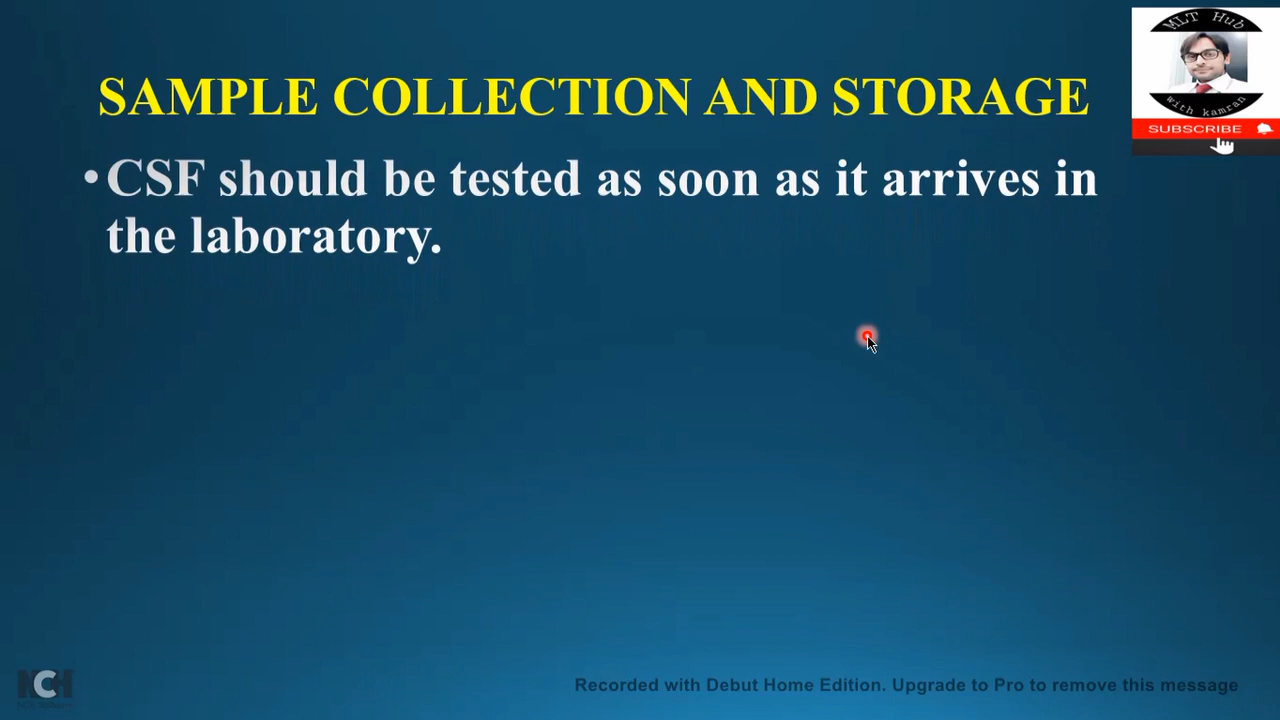 MLT Hub
with kamran
SUBSCRIBE
SAMPLE COLLECTION AND STORAGE
•CSF should be tested as soon as it arrives in
the laboratory.
NCH
Recorded with Debut Home Edition. Upgrade to Pro to remove this message